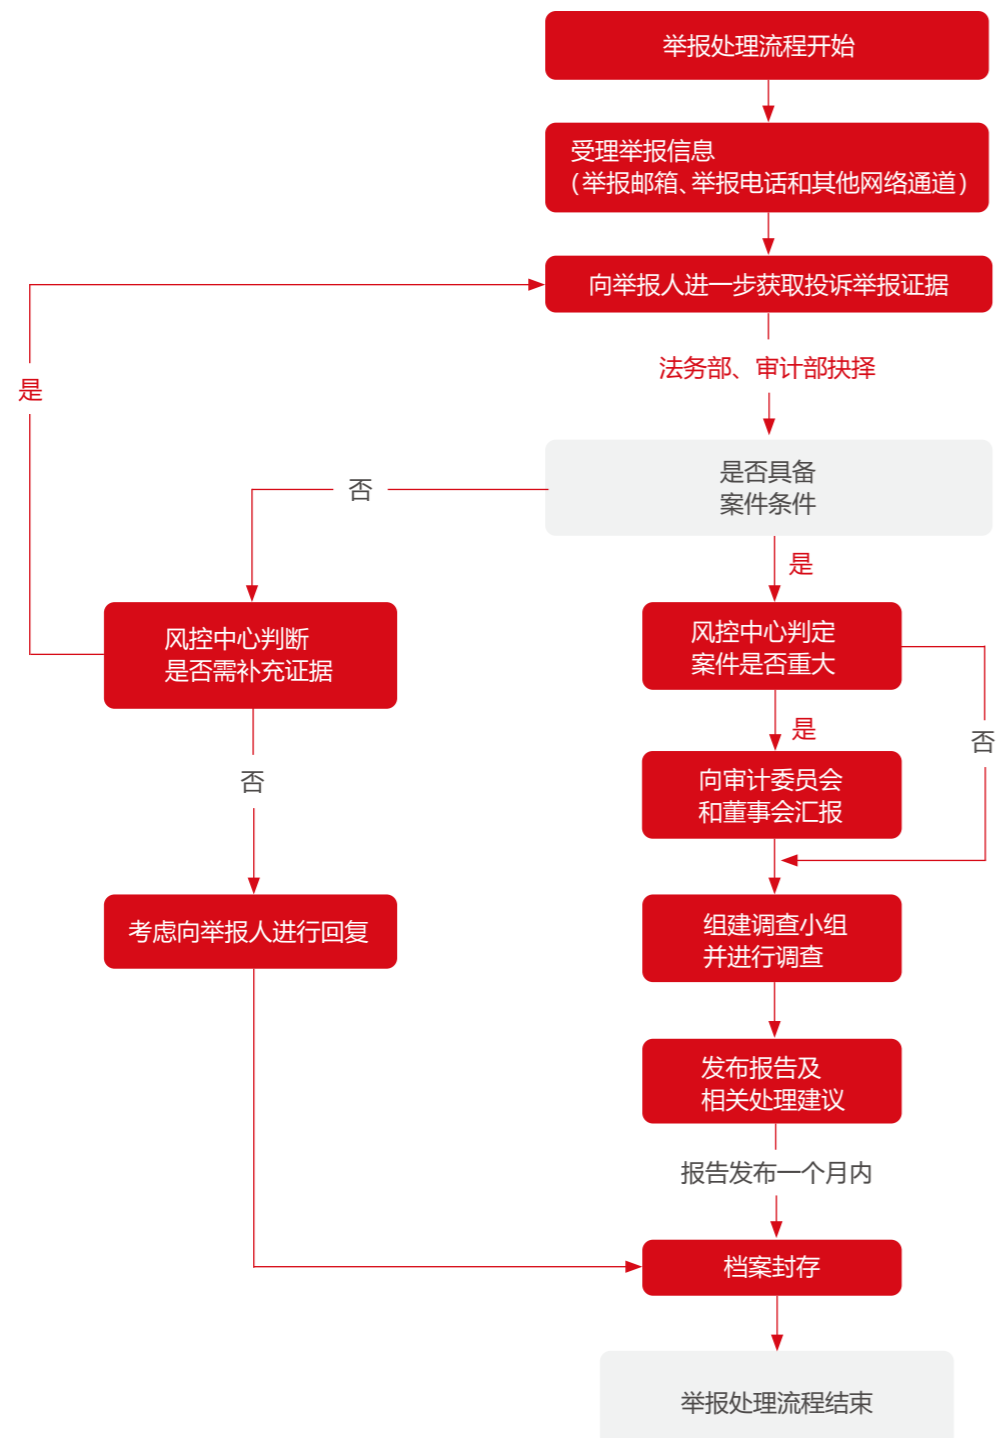 举报处理流程开始
受理举报信息
（举报邮箱、举报电话和其他网络通道）
向举报人进一步获取投诉举报证据
法务部、审计部抉择
是
是否具备
案件条件
否
是
风控中心判断
是否需补充证据
风控中心判定
案件是否重大
是
否
否
向审计委员会
和董事会汇报
考虑向举报人进行回复
组建调查小组
并进行调查
发布报告及
相关处理建议
报告发布一个月内
档案封存
举报处理流程结束